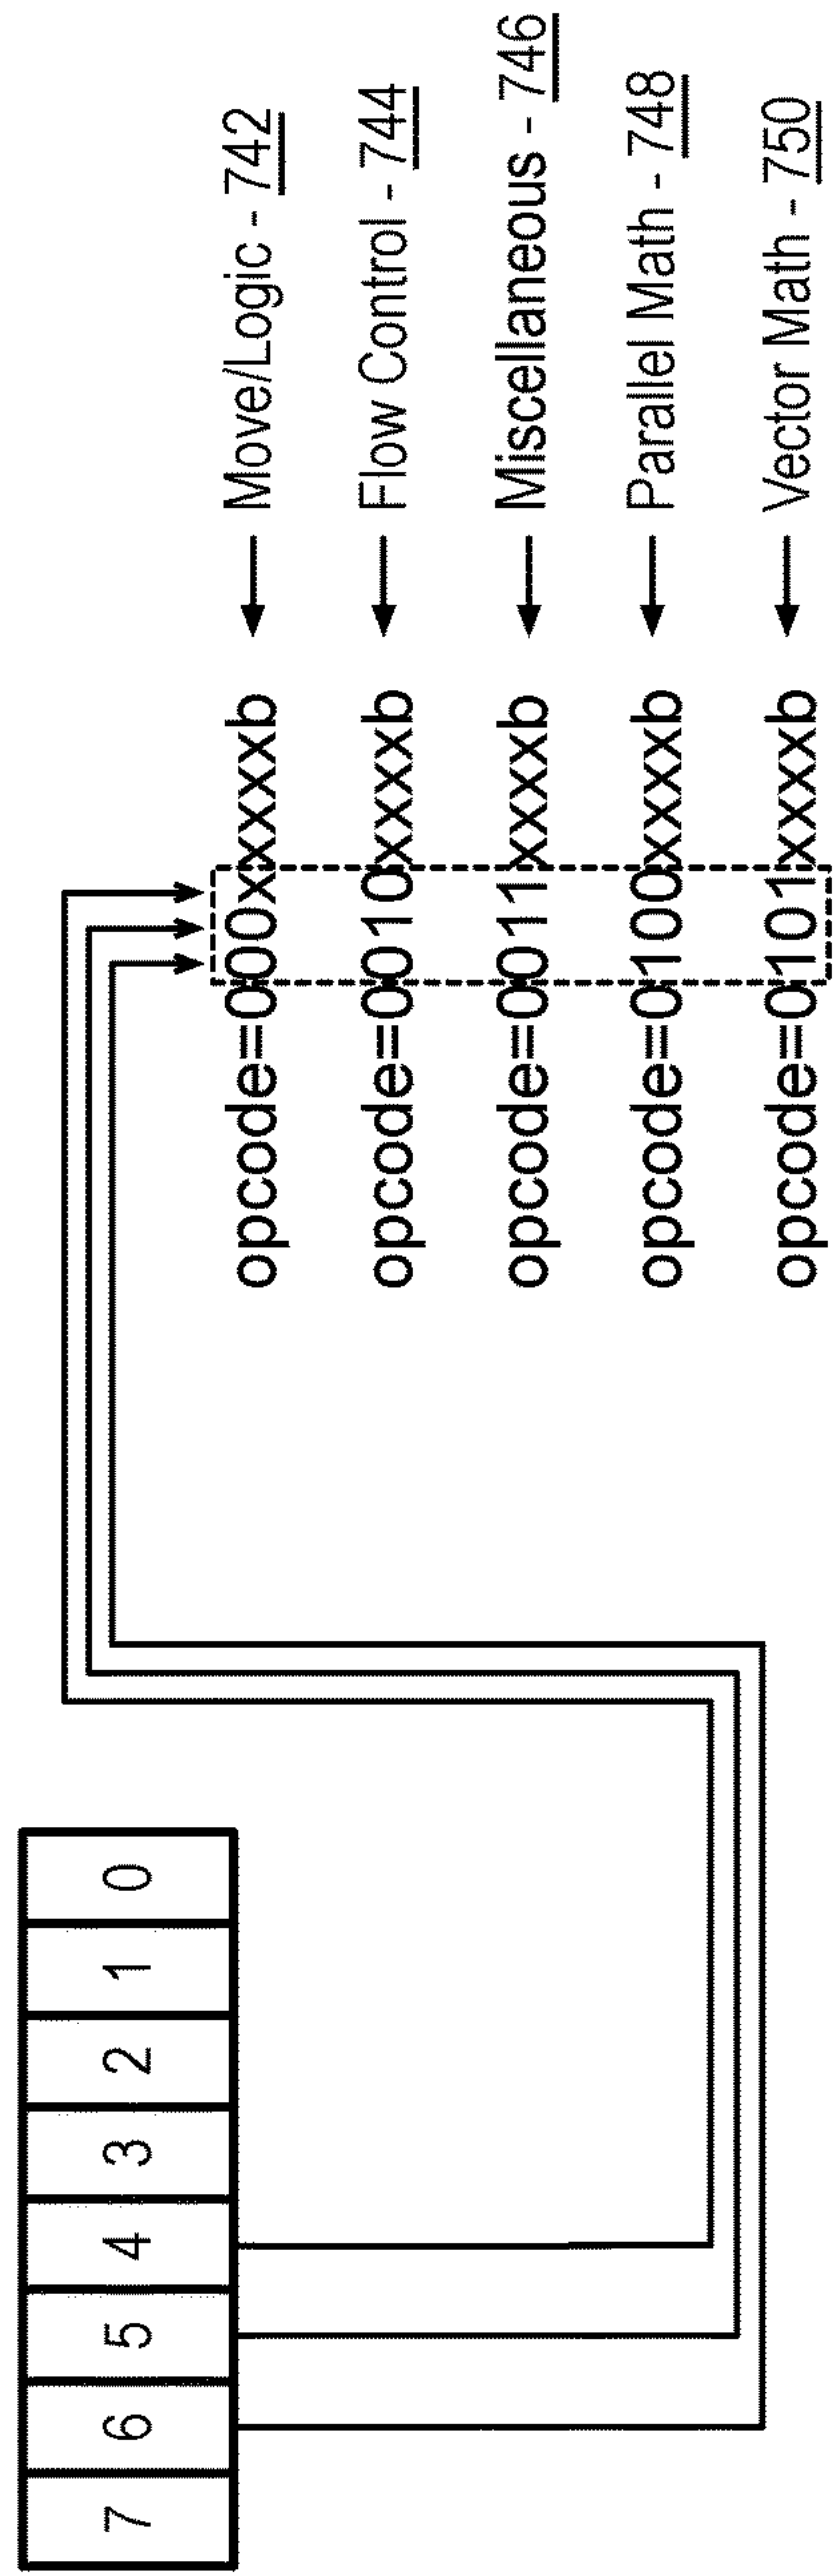 7 6 5 4 3 2 1 0
opcode=000xxxxxb Move/Logic - 742
opcode=0010xxxxb Flow Control - 744
opcode=0011xxxxb Miscellaneous - 746
opcode=0100xxxxb Parallel Math - 748
opcode=0101xxxxb Vector Math - 750